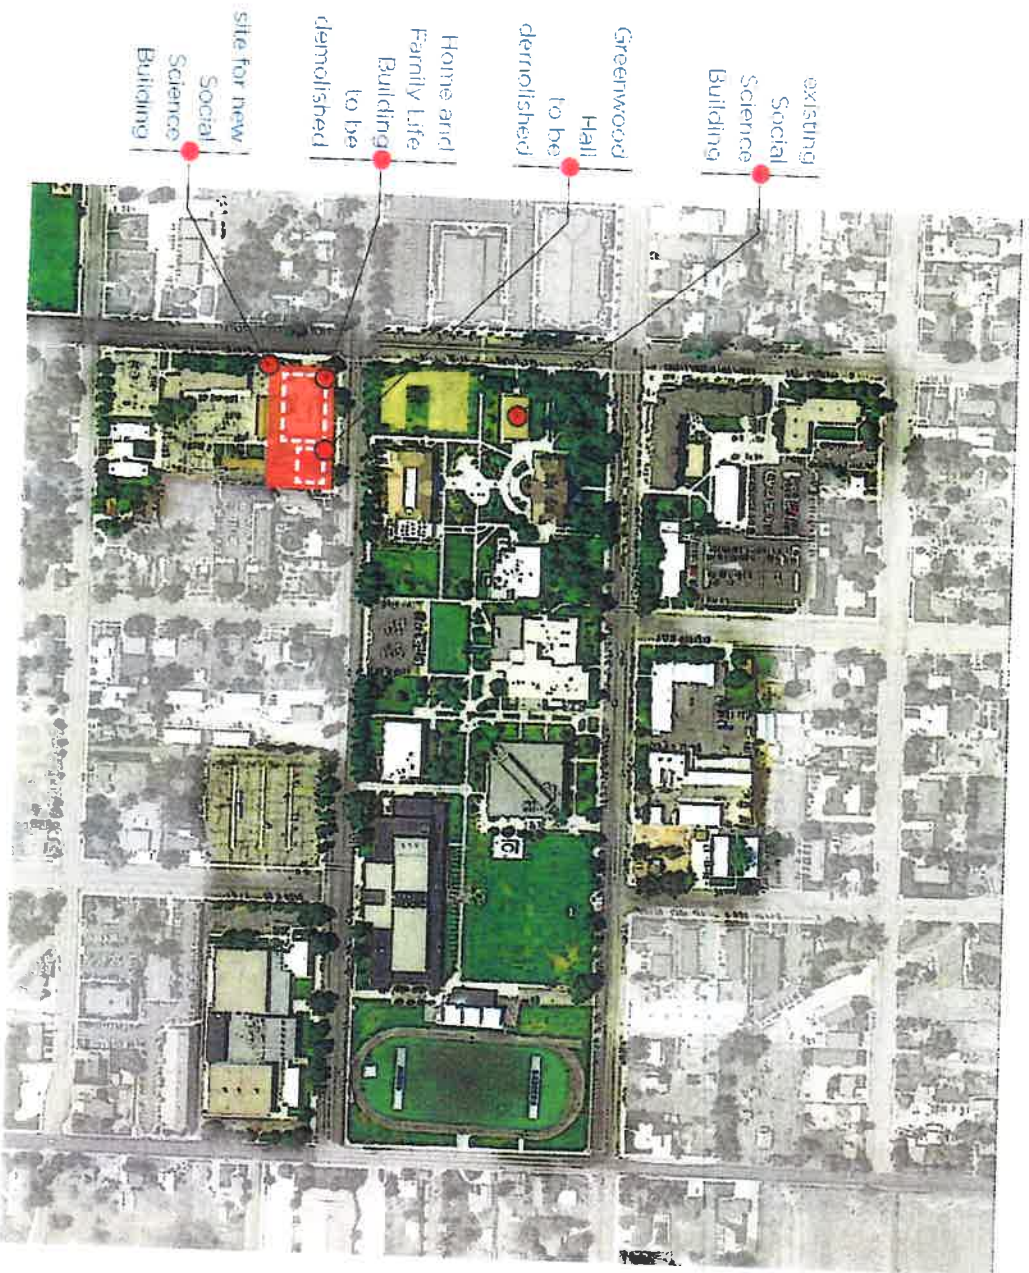 existing
Social
Science
Building
Greenwood
Hall
to be
demolished
Home and
Family Life
Building
to be
demolished
site for new
Social
Science
Building